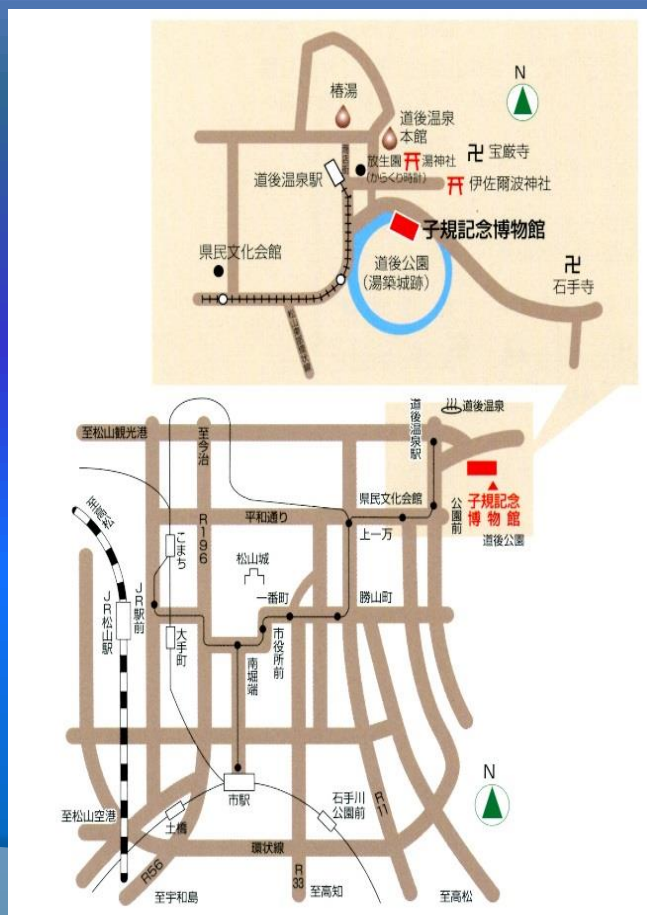 N
椿湯
道後温泉
本館
商店街
放生園
(からくり時計)
湯神社
宝厳寺
伊佐爾波神社
道後温泉駅
子規記念博物館
県民文化会館
道後公園
(湯築城跡)
石手寺
道後温泉
道後温泉駅
至松山観光港
至今治
R196
県民文化会館
公園前
子規記念
博物館
道後公園
至高松
平和通り
上一万
こまち
松山城
一番町
勝山町
JR松山駅
JR駅前
大手町
市役所前
南堀端
N
市駅
石手川
公園前
R11
至松山空港
土橋
環状線
R56
R33
至宇和島
至高知
至高松